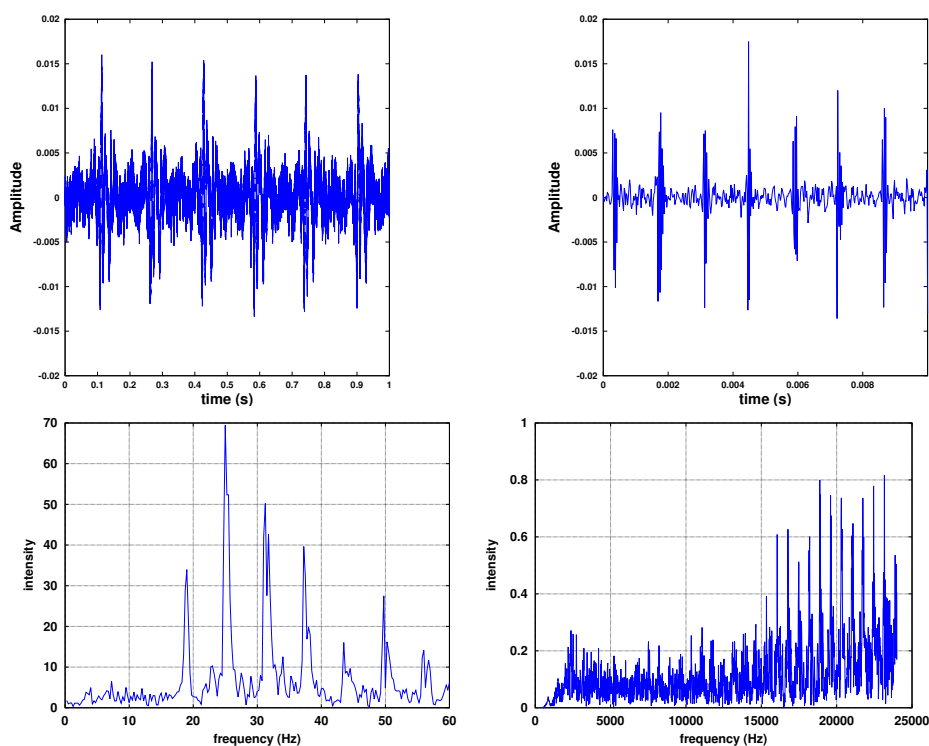 0.02
0.015
0.01
0.005
0
-0.005
-0.01
-0.015
-0.02
Amplitude
0 0.1 0.2 0.3 0.4 0.5 0.6 0.7 0.8 0.9 1
time (s)
0.02
0.015
0.01
0.005
0
-0.005
-0.01
-0.015
-0.02
Amplitude
0 0.002 0.004 0.006 0.008
time (s)
70
60
50
40
30
20
10
0
intensity
0 10 20 30 40 50 60
frequency (Hz)
1
0.8
0.6
0.4
0.2
0
intensity
0 5000 10000 15000 20000 25000
frequency (Hz)